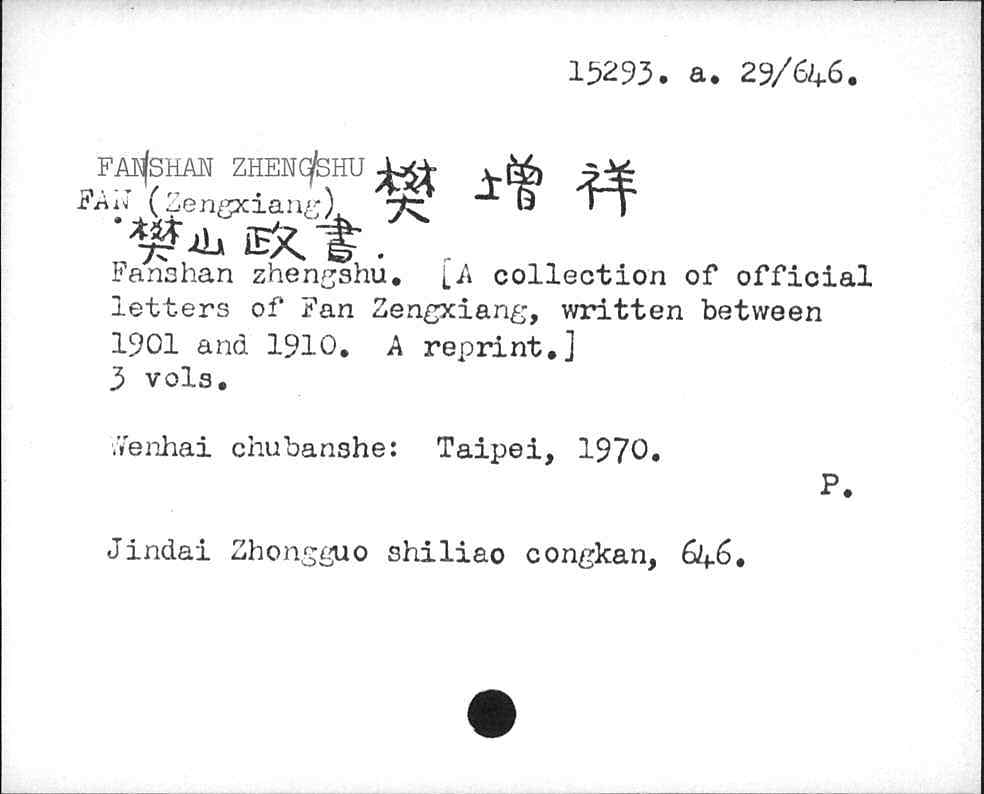 15293. a. 29/646.
FAN/SHAN ZHENG/SHU
FAN (Zengxiang). 樊增祥
樊山政書.
Fanshan zhengshu. [A collection of official
letters of Fan Zengxiang, written between
1901 and 1910. A reprint.]
3 vols.
Wenhai chubanshe: Taipei, 1970.
P.
Jindai Zhongguo shiliao congkan, 646.